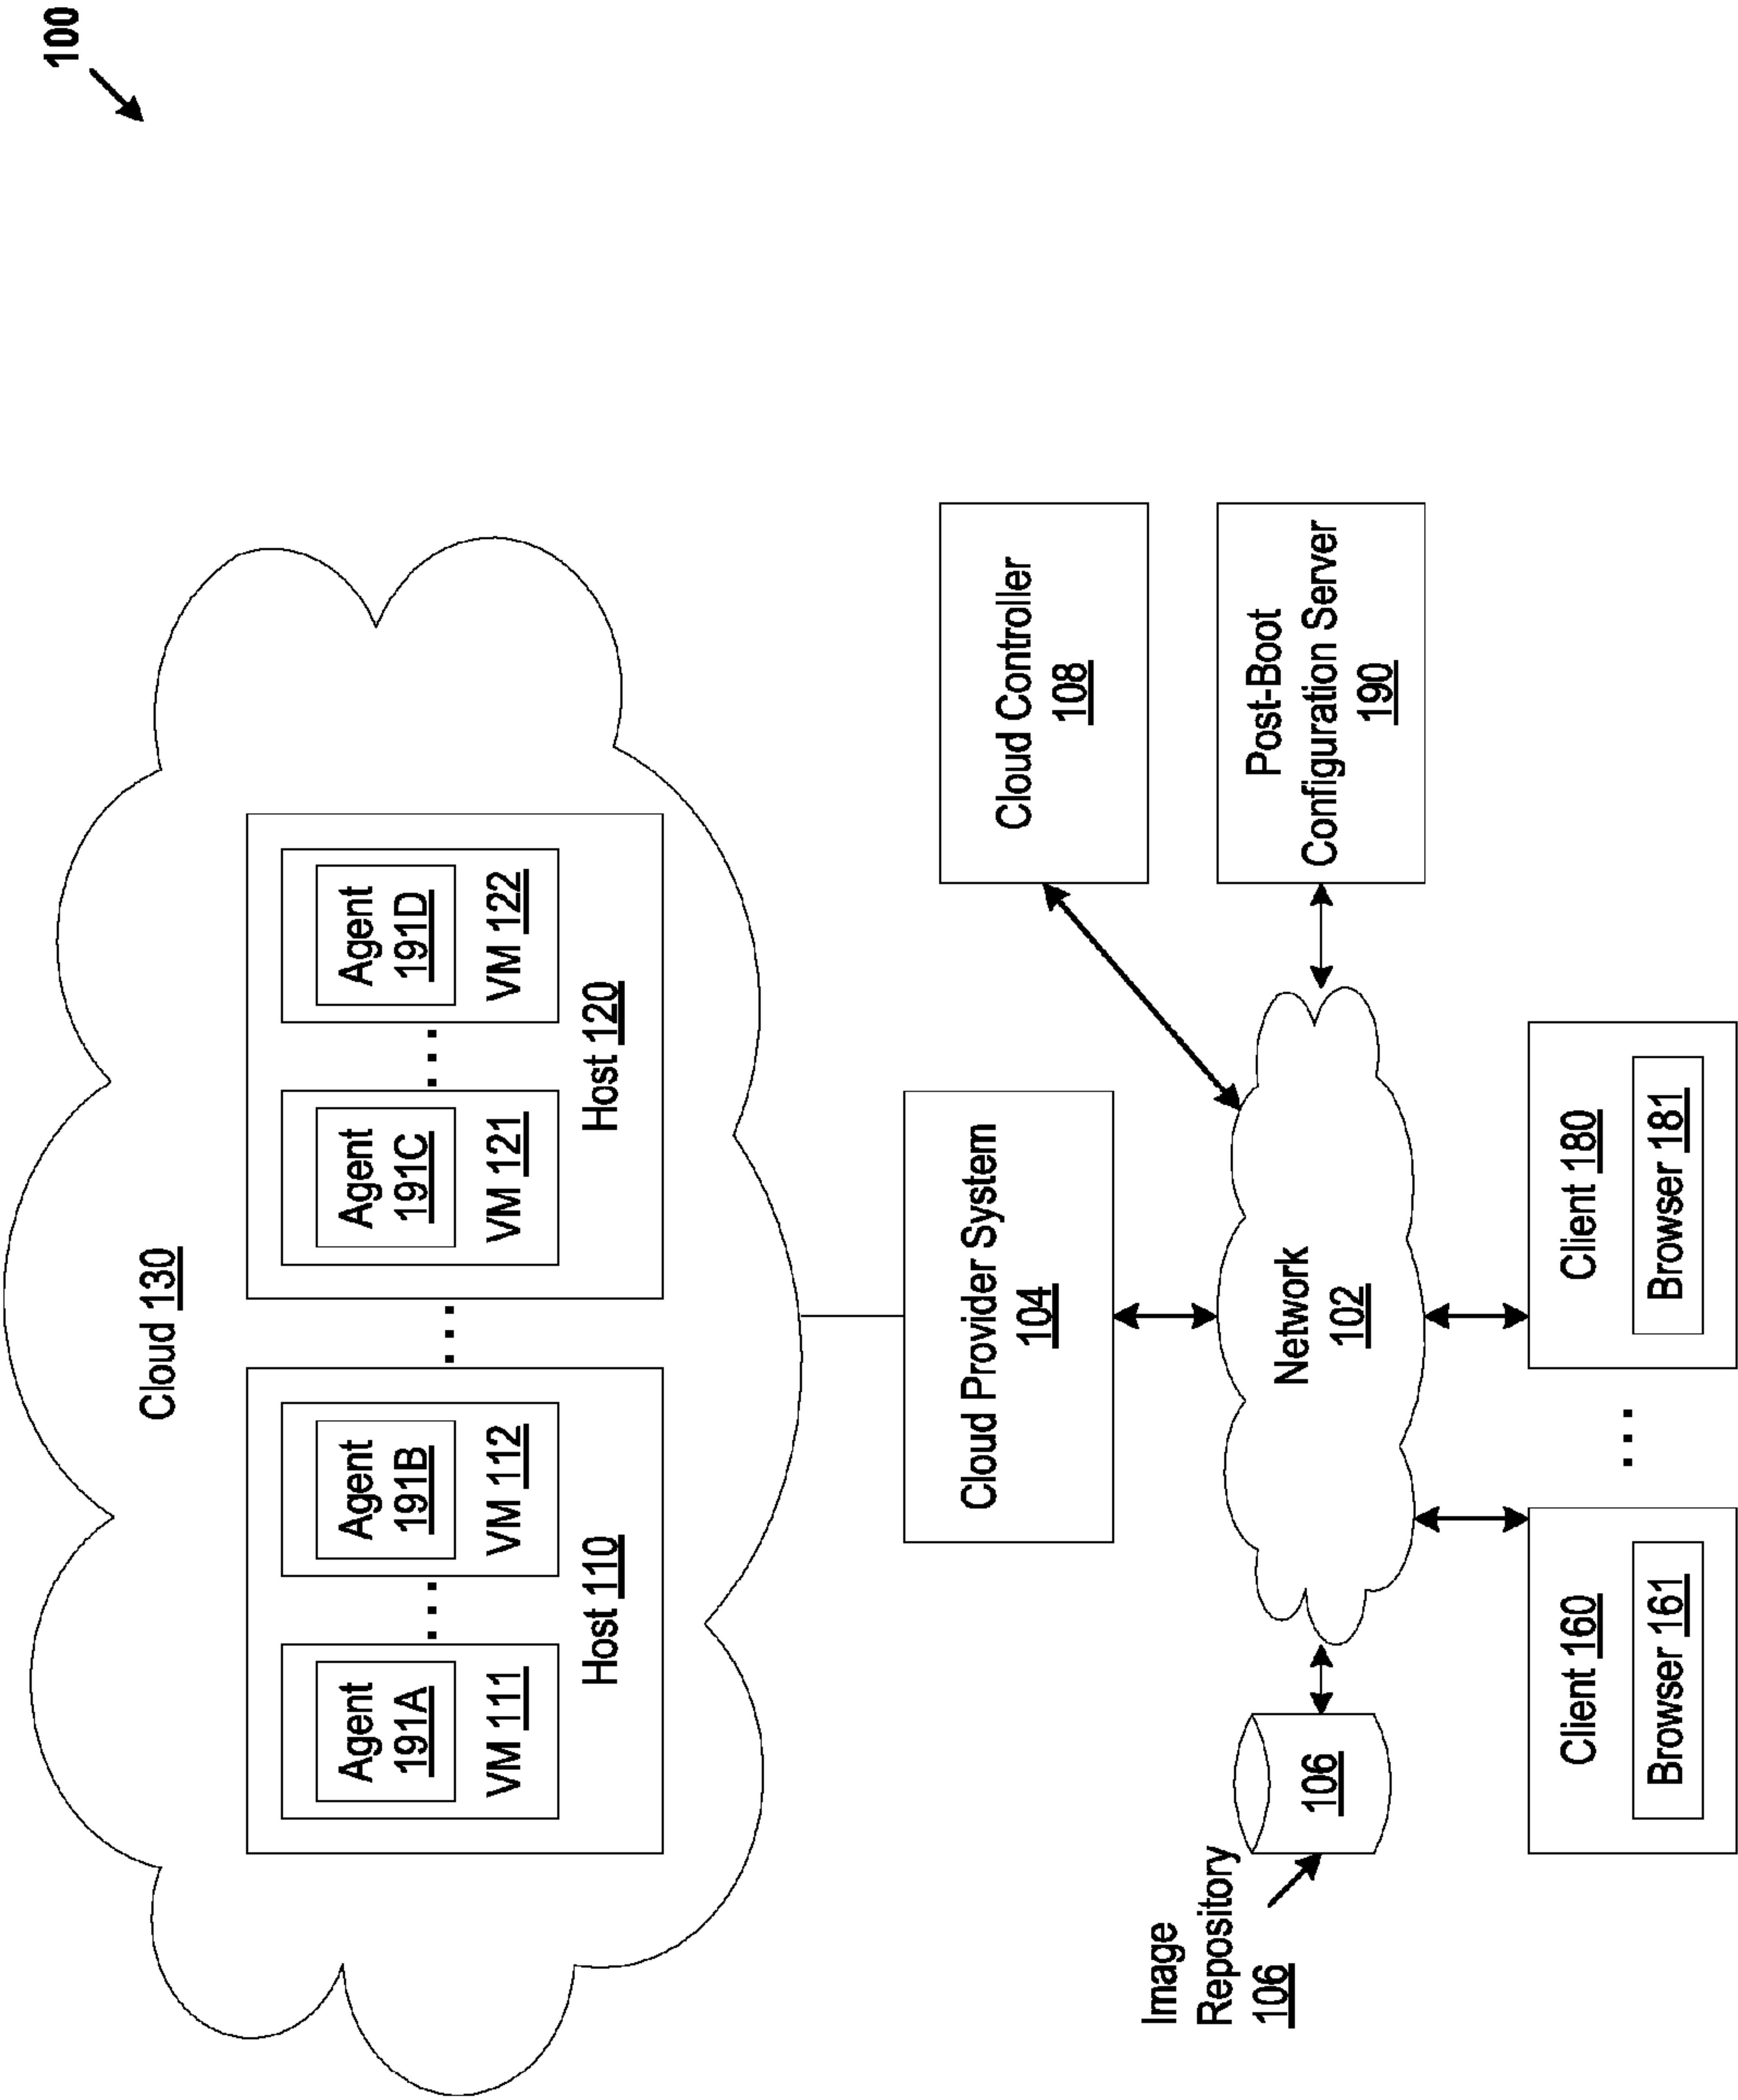 100
Cloud 130
Agent
191A
VM 111
...
Agent
191B
VM 112
Host 110
...
Agent
191C
VM 121
...
Agent
191D
VM 122
Host 120
Cloud Provider System
104
Cloud Controller
108
Image
Repository
106
106
Network
102
Post-Boot
Configuration Server
190
Client 160
Browser 161
...
Client 180
Browser 181